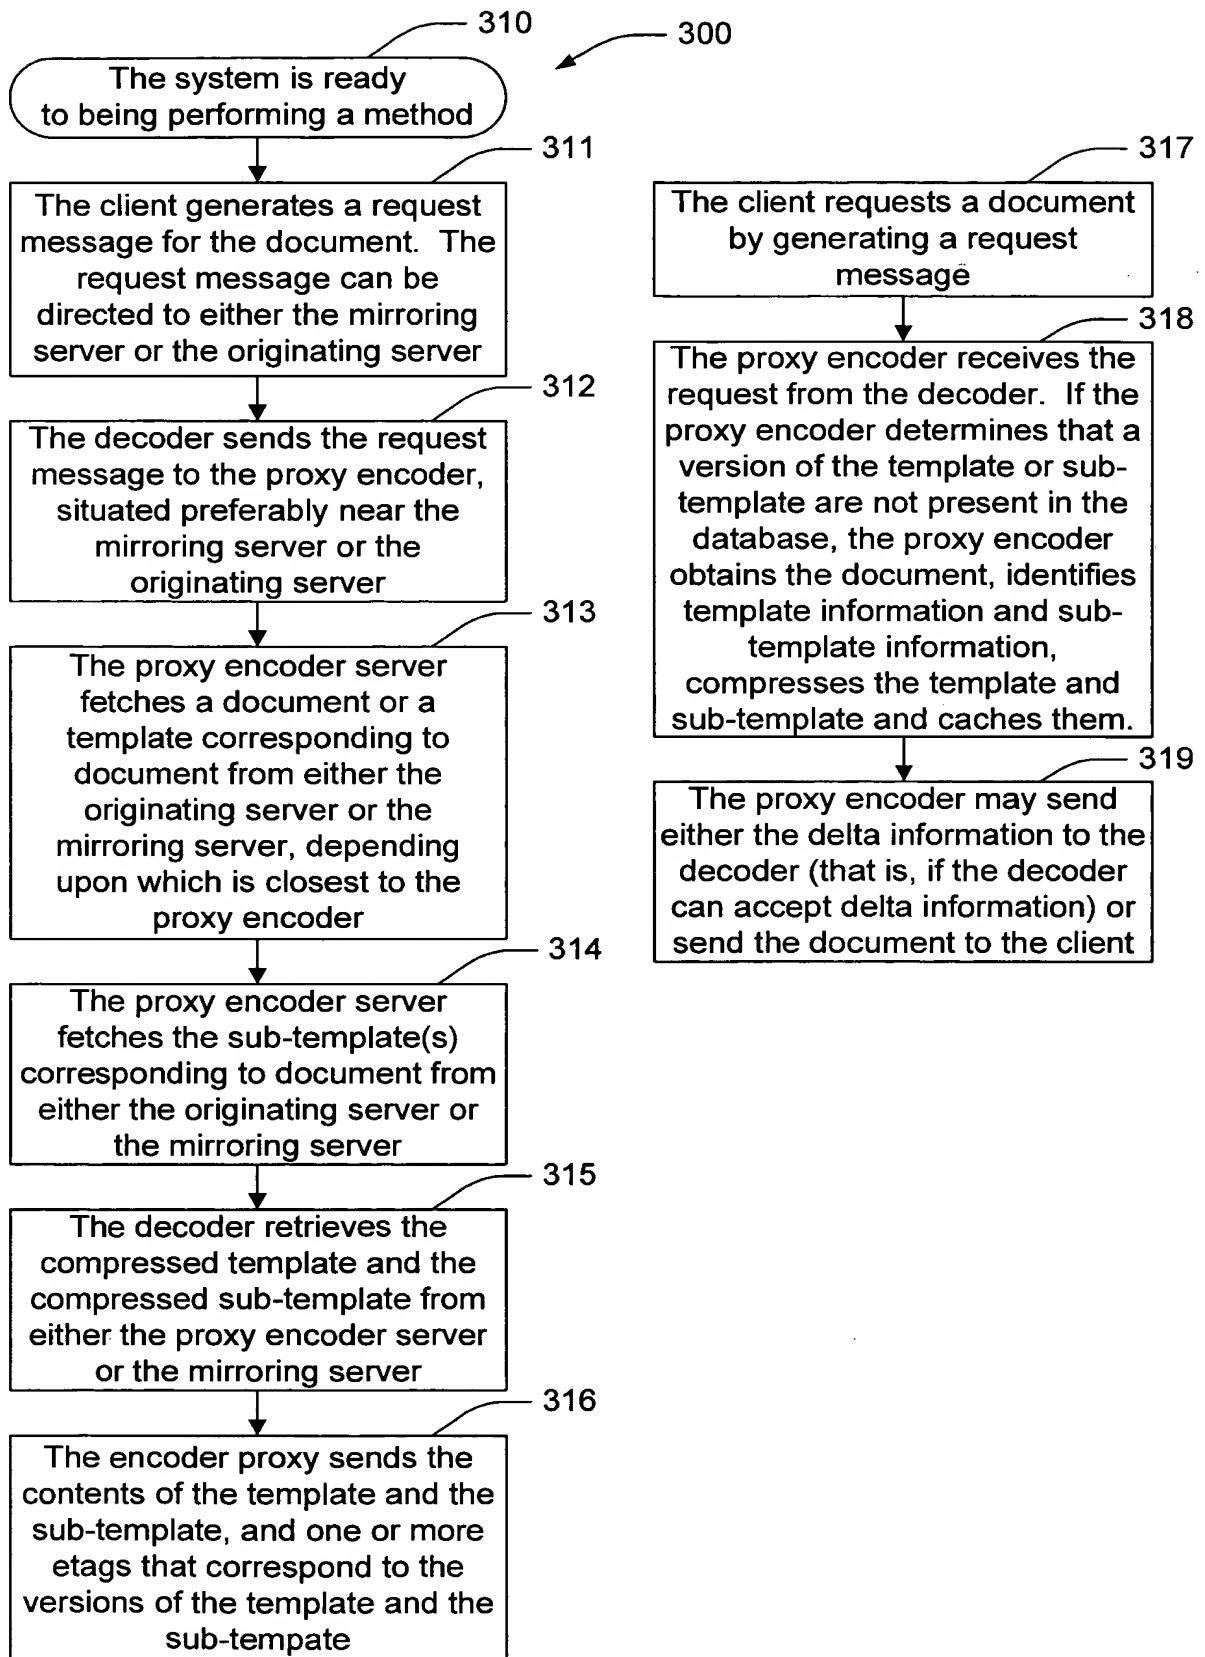 310
300
The system is ready
to being performing a method
311
The client generates a request
message for the document. The
request message can be
directed to either the mirroring
server or the originating server
312
The decoder sends the request
message to the proxy encoder,
situated preferably near the
mirroring server or the
originating server
313
The proxy encoder server
fetches a document or a
template corresponding to
document from either the
originating server or the
mirroring server, depending
upon which is closest to the
proxy encoder
314
The proxy encoder server
fetches the sub-template(s)
corresponding to document from
either the originating server or
the mirroring server
315
The decoder retrieves the
compressed template and the
compressed sub-template from
either the proxy encoder server
or the mirroring server
316
The encoder proxy sends the
contents of the template and the
sub-template, and one or more
etags that correspond to the
versions of the template and the
sub-tempate
317
The client requests a document
by generating a request
message
318
The proxy encoder receives the
request from the decoder. If the
proxy encoder determines that a
version of the template or sub-
template are not present in the
database, the proxy encoder
obtains the document, identifies
template information and sub-
template information,
compresses the template and
sub-template and caches them.
319
The proxy encoder may send
either the delta information to the
decoder (that is, if the decoder
can accept delta information) or
send the document to the client